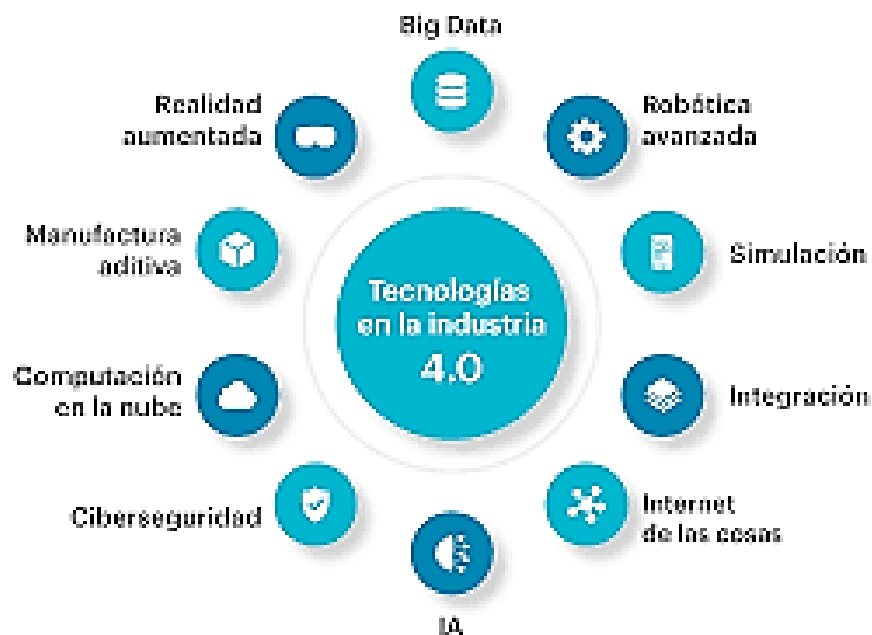 Big Data
Realidad
aumentada
Robótica
avanzada
Manufactura
aditiva
Simulación
Tecnologías
en la industria
4.0
Computación
en la nube
Integración
Ciberseguridad
Internet
de las cosas
IA